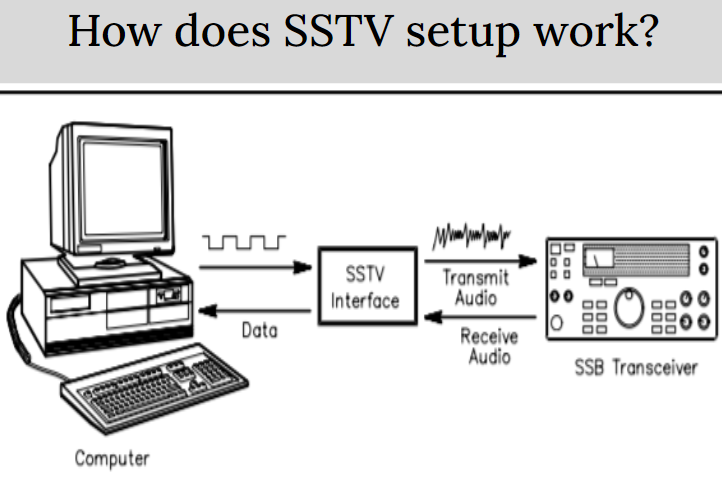 How does SSTV setup work?
SSTV
Interface
Transmit
Audio
Data
Receive
Audio
SSB Transceiver
Computer